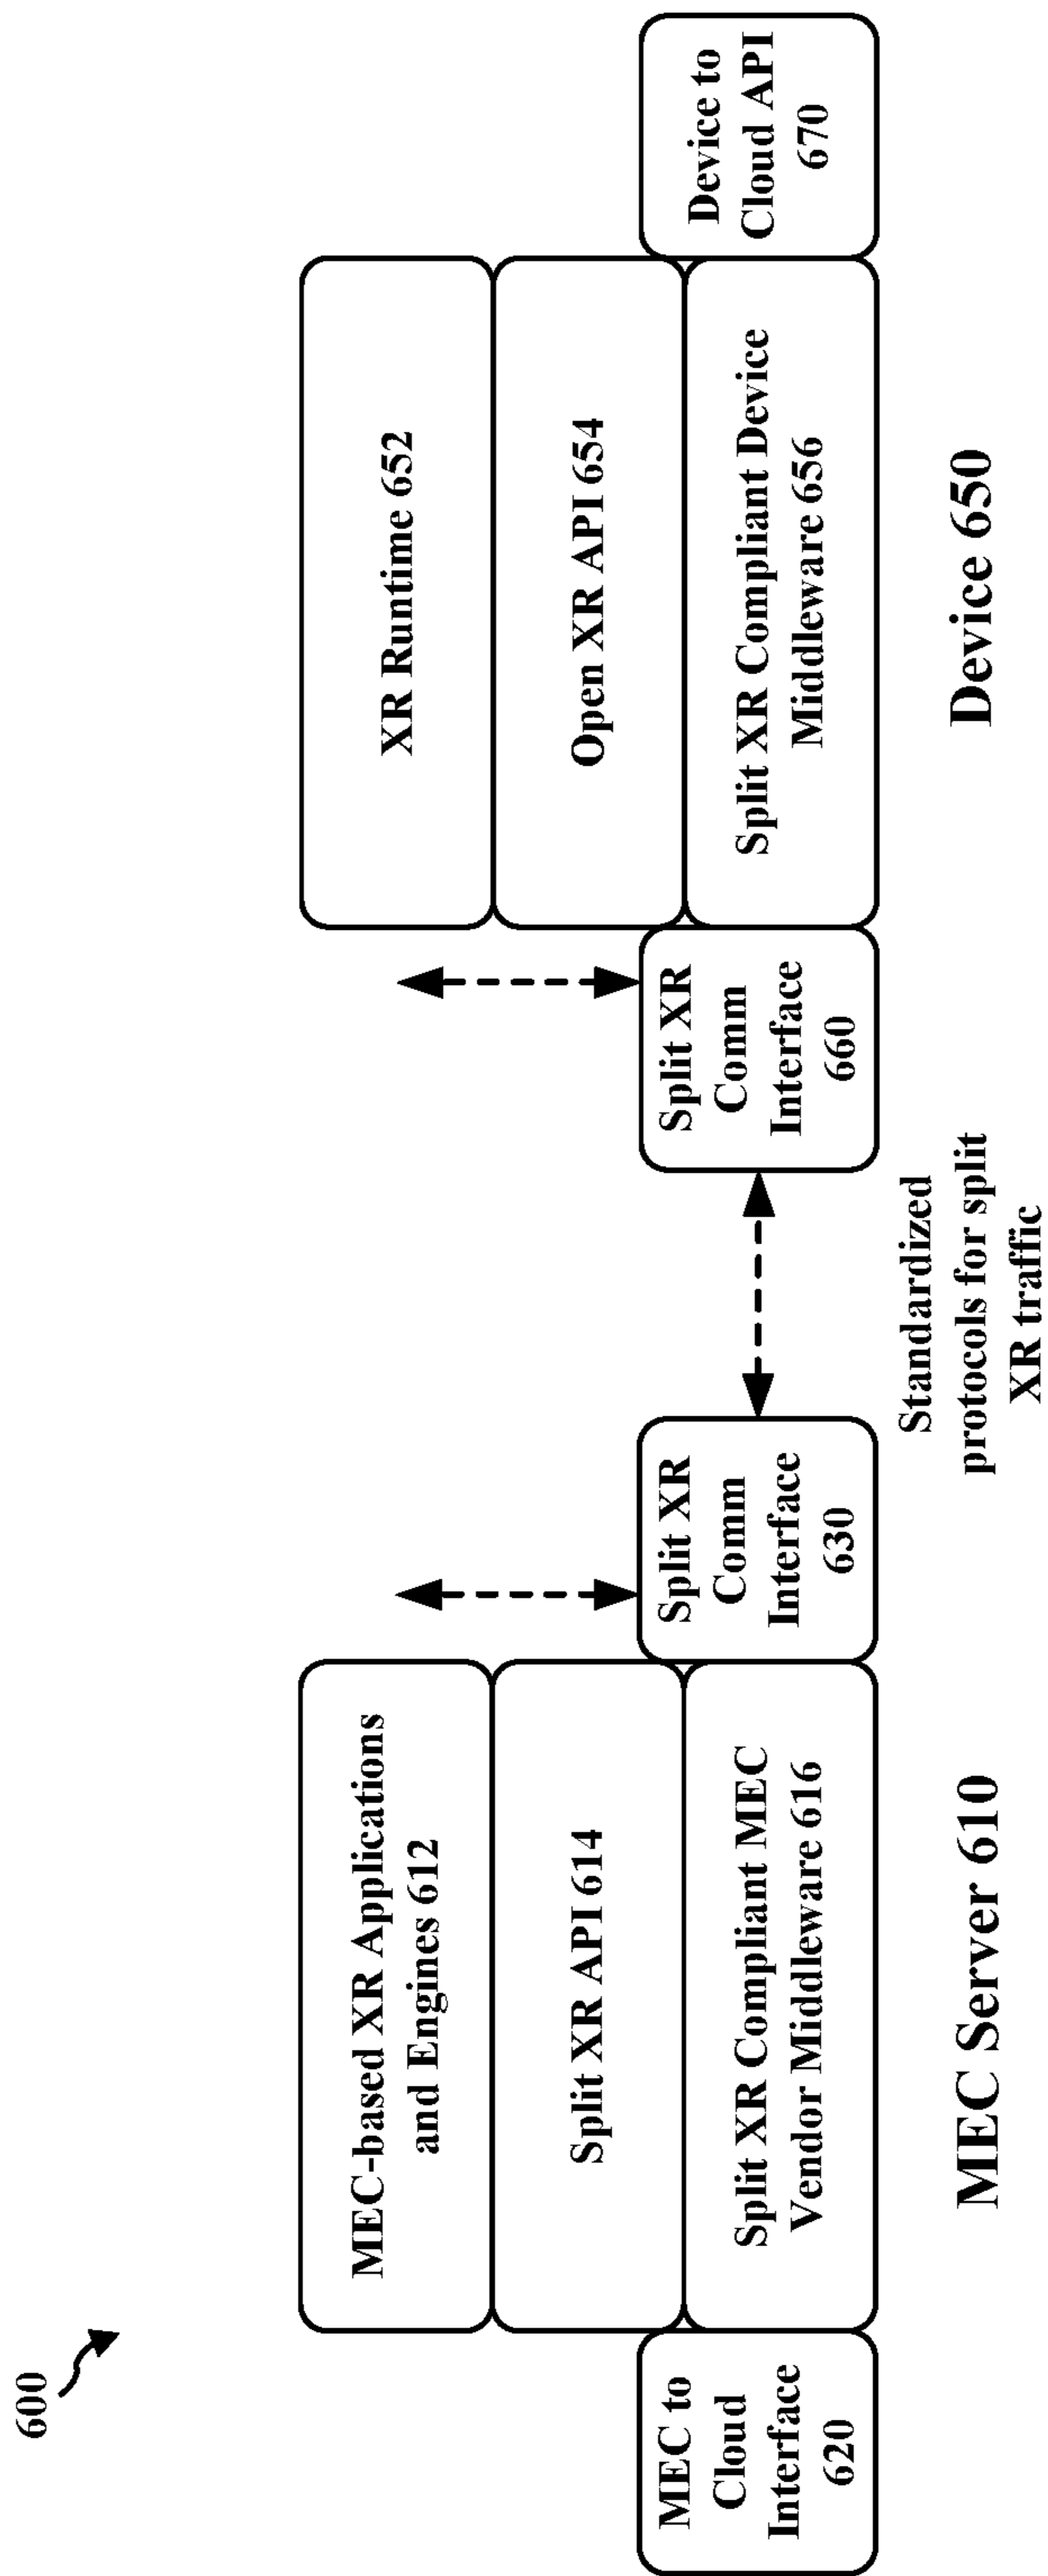 600
MEC to
Cloud
Interface
620
MEC-based XR Applications
and Engines 612
Split XR API 614
Split XR Compliant MEC
Vendor Middleware 616
MEC Server 610
Split XR
Comm
Interface
630
Standardized
protocols for split
XR traffic
Split XR
Comm
Interface
660
XR Runtime 652
Open XR API 654
Split XR Compliant Device
Middleware 656
Device 650
Device to
Cloud API
670